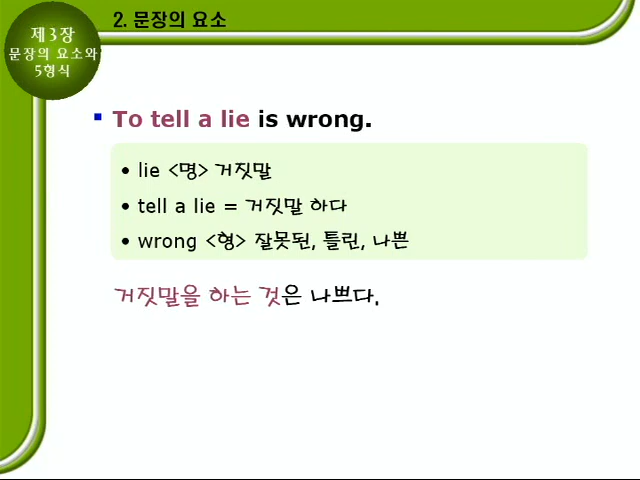 제3장
문장의 요소와
5형식
2. 문장의 요소
To tell a lie is wrong.
• lie <명> 거짓말
• tell a lie = 거짓말 하다
• wrong <형> 잘못된, 틀린, 나쁜
거짓말을 하는 것은 나쁘다.